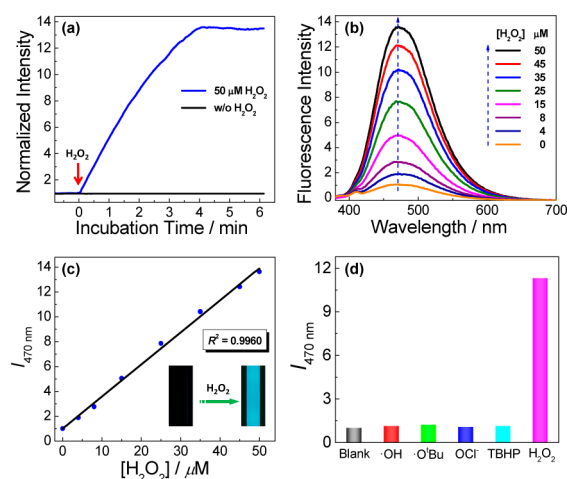 (a)
Normalized Intensity
14
12
10
8
6
4
2
50 μM H₂O₂
w/o H₂O₂
H₂O₂
-1 0 1 2 3 4 5 6
Incubation Time / min
(b)
Fluorescence Intensity
14
12
10
8
6
4
2
0
[H₂O₂] μM
50
45
35
25
15
8
4
0
400 500 600 700
Wavelength / nm
(c)
I₄₇₀ ₙₘ
14
12
10
8
6
4
2
0
R² = 0.9960
H₂O₂
0 10 20 30 40 50
[H₂O₂] / μM
(d)
I₄₇₀ ₙₘ
12
8
4
0
Blank ·OH ·OᵗBu OCl⁻ TBHP H₂O₂